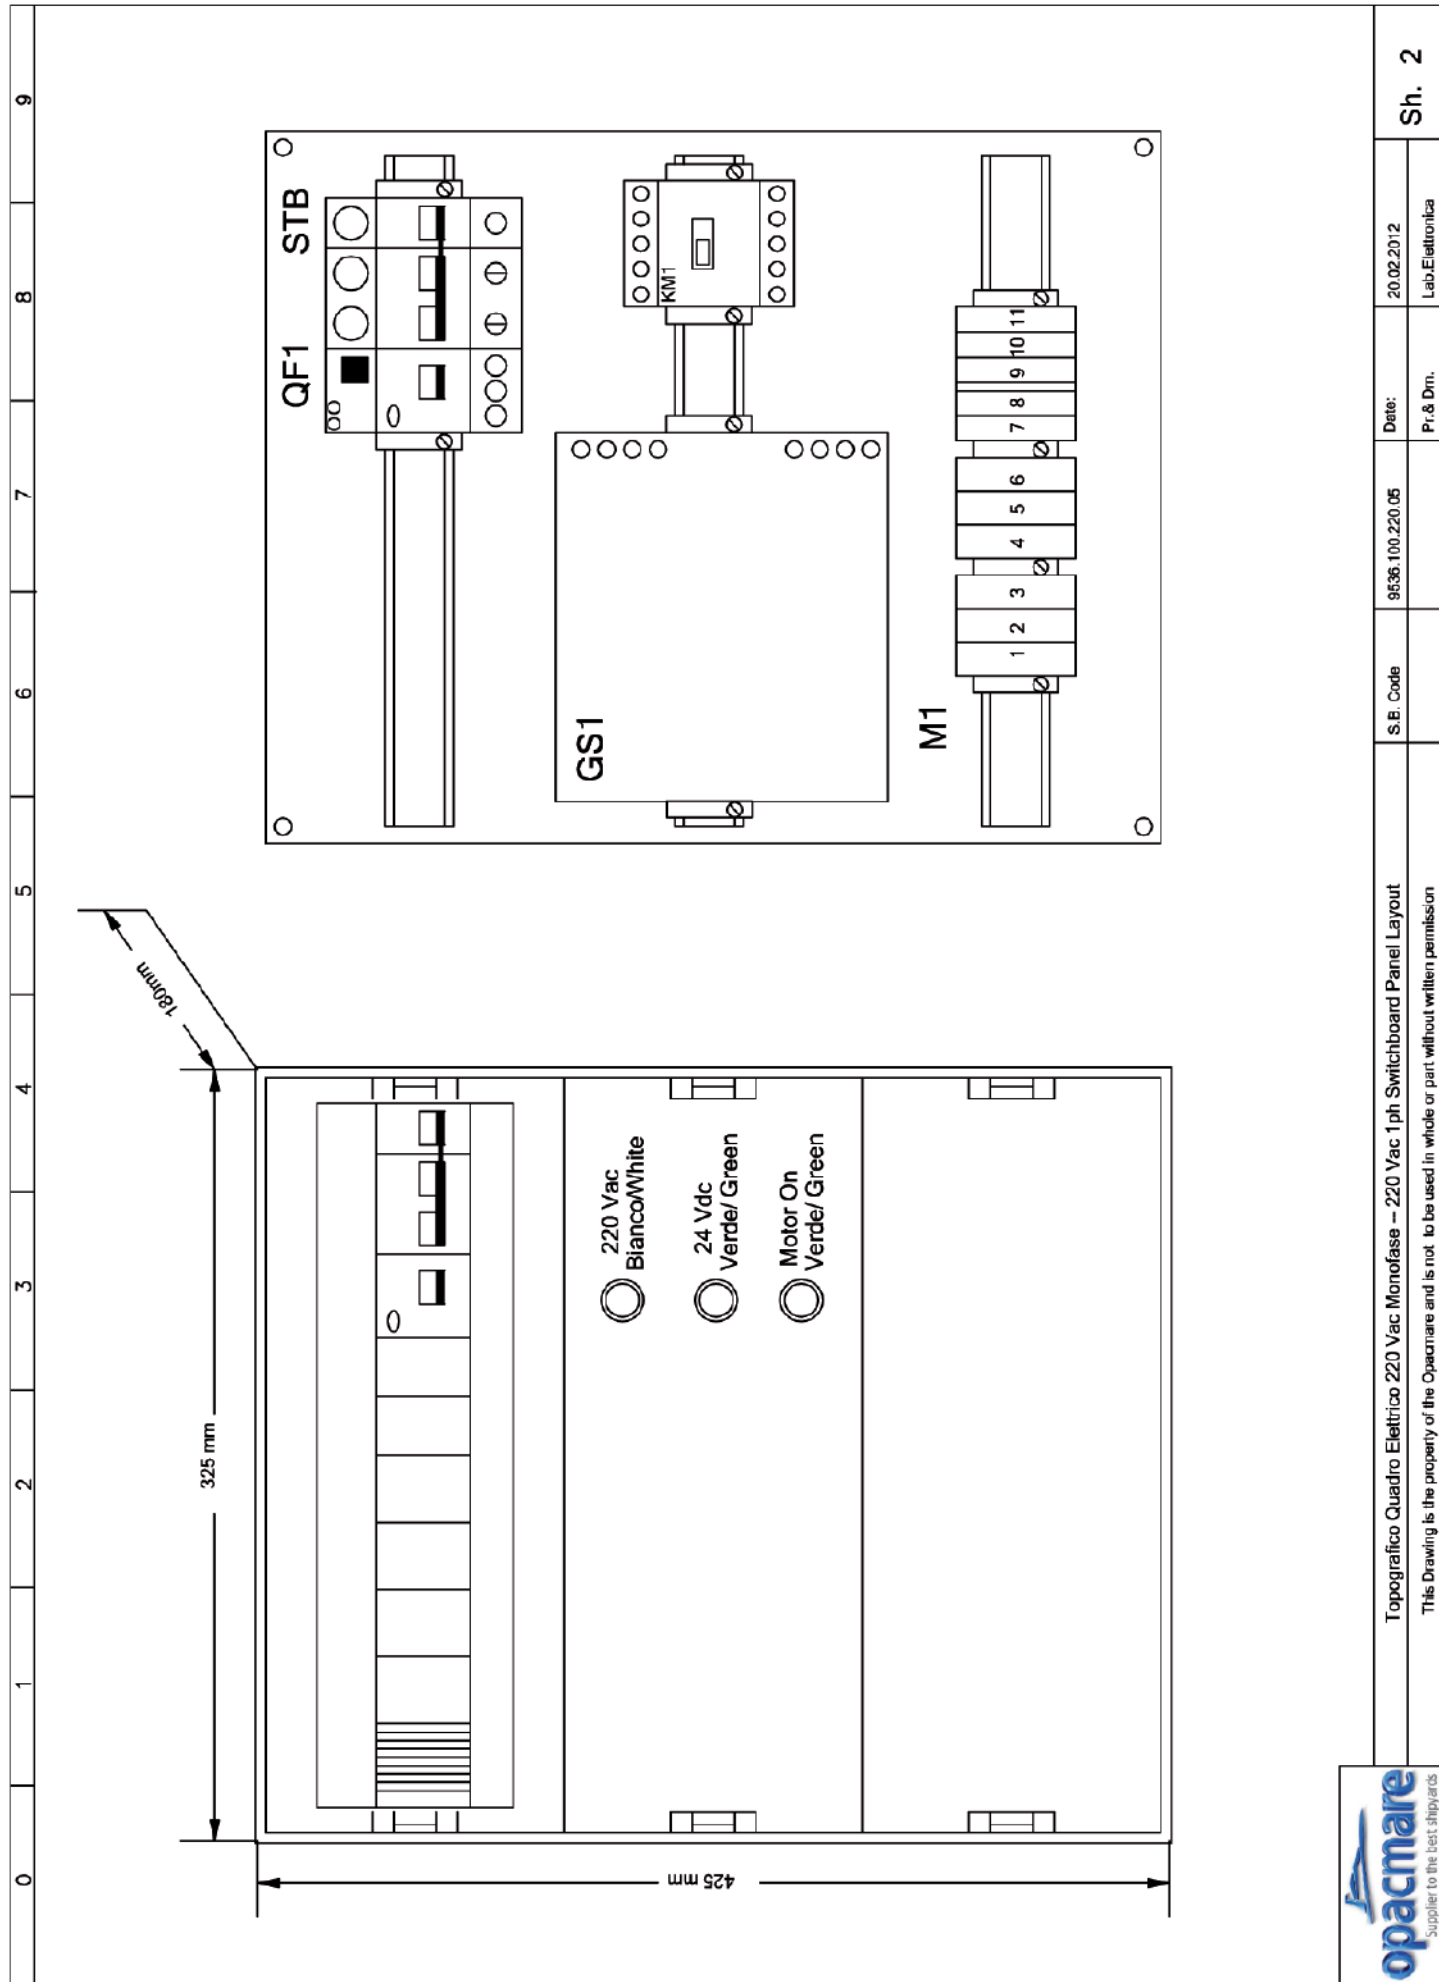 0 1 2 3 4 5 6 7 8 9
180mm
325 mm
425 mm
220 Vac
Bianco/White
24 Vdc
Verde/ Green
Motor On
Verde/ Green
QF1 STB
GS1
KM1
M1
1 2 3 4 5 6 7 8 9 10 11
opacmare
Supplier to the best shipyards
Topografico Quadro Elettrico 220 Vac Monofase – 220 Vac 1ph Switchboard Panel Layout
This Drawing is the property of the Opacmare and is not to be used in whole or part without written permission
S.B. Code 9536.100.220.05 Date: 20.02.2012
Pr.& Drn. Lab.Elettronica
Sh. 2